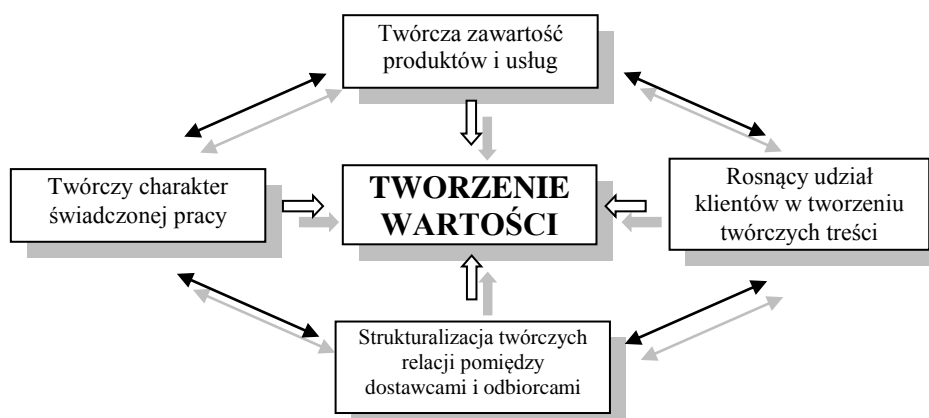 Twórcza zawartość
produktów i usług
Twórczy charakter
świadczonej pracy
TWORZENIE
WARTOŚCI
Rosnący udział
klientów w tworzeniu
twórczych treści
Strukturalizacja twórczych
relacji pomiędzy
dostawcami i odbiorcami